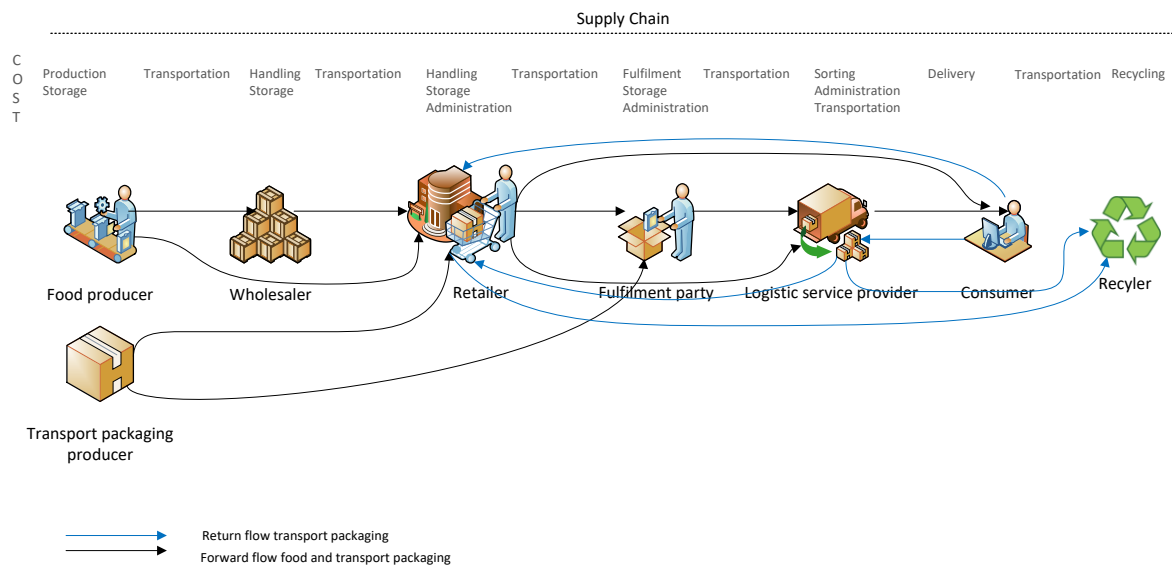 Supply Chain
C
O
S
T
Production
Storage
Transportation
Handling
Storage
Transportation
Handling
Storage
Administration
Transportation
Fulfilment
Storage
Administration
Transportation
Sorting
Administration
Transportation
Delivery
Transportation
Recycling
Food producer
Wholesaler
Retailer
Fulfilment party
Logistic service provider
Consumer
Recyler
Transport packaging
producer
Return flow transport packaging
Forward flow food and transport packaging